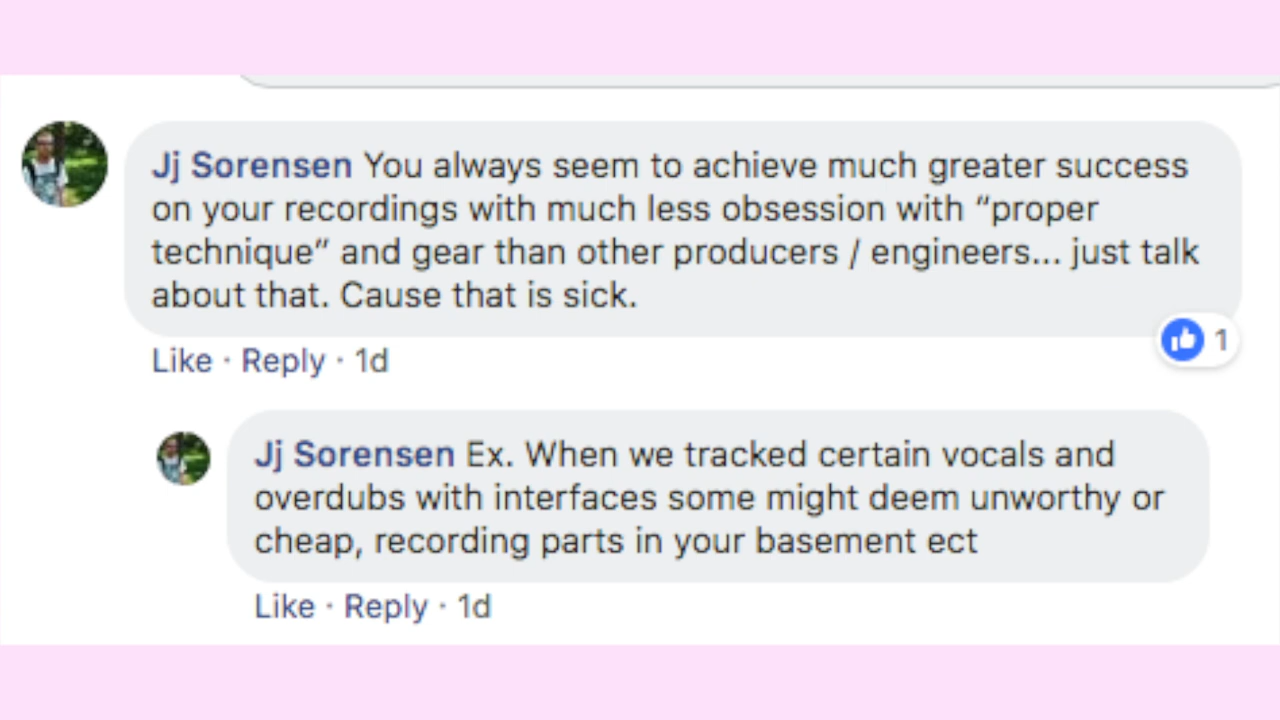 Jj Sorensen You always seem to achieve much greater success
on your recordings with much less obsession with “proper
technique” and gear than other producers / engineers... just talk
about that. Cause that is sick.
1
Like · Reply · 1d
Jj Sorensen Ex. When we tracked certain vocals and
overdubs with interfaces some might deem unworthy or
cheap, recording parts in your basement ect
Like · Reply · 1d